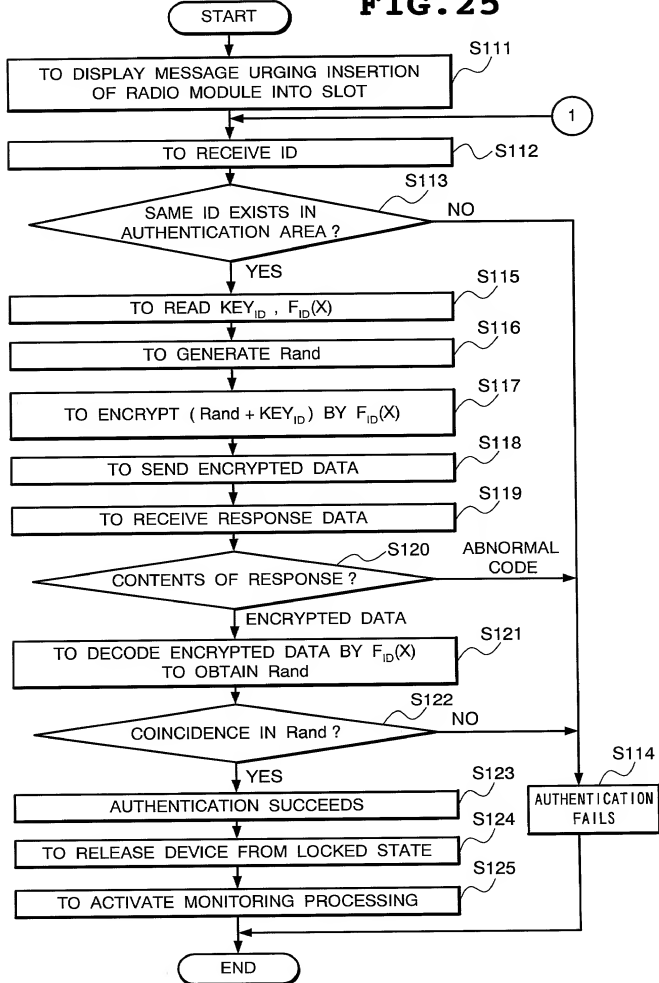 FIG.25
START
S111
TO DISPLAY MESSAGE URGING INSERTION
OF RADIO MODULE INTO SLOT
1
TO RECEIVE ID
S112
S113
SAME ID EXISTS IN
AUTHENTICATION AREA?
NO
YES
S115
TO READ KEY_ID , F_ID(X)
S116
TO GENERATE Rand
S117
TO ENCRYPT (Rand + KEY_ID) BY F_ID(X)
S118
TO SEND ENCRYPTED DATA
S119
TO RECEIVE RESPONSE DATA
S120
CONTENTS OF RESPONSE?
ABNORMAL
CODE
ENCRYPTED DATA
S121
TO DECODE ENCRYPTED DATA BY F_ID(X)
TO OBTAIN Rand
S122
COINCIDENCE IN Rand?
NO
YES
S114
AUTHENTICATION
FAILS
S123
AUTHENTICATION SUCCEEDS
S124
TO RELEASE DEVICE FROM LOCKED STATE
S125
TO ACTIVATE MONITORING PROCESSING
END